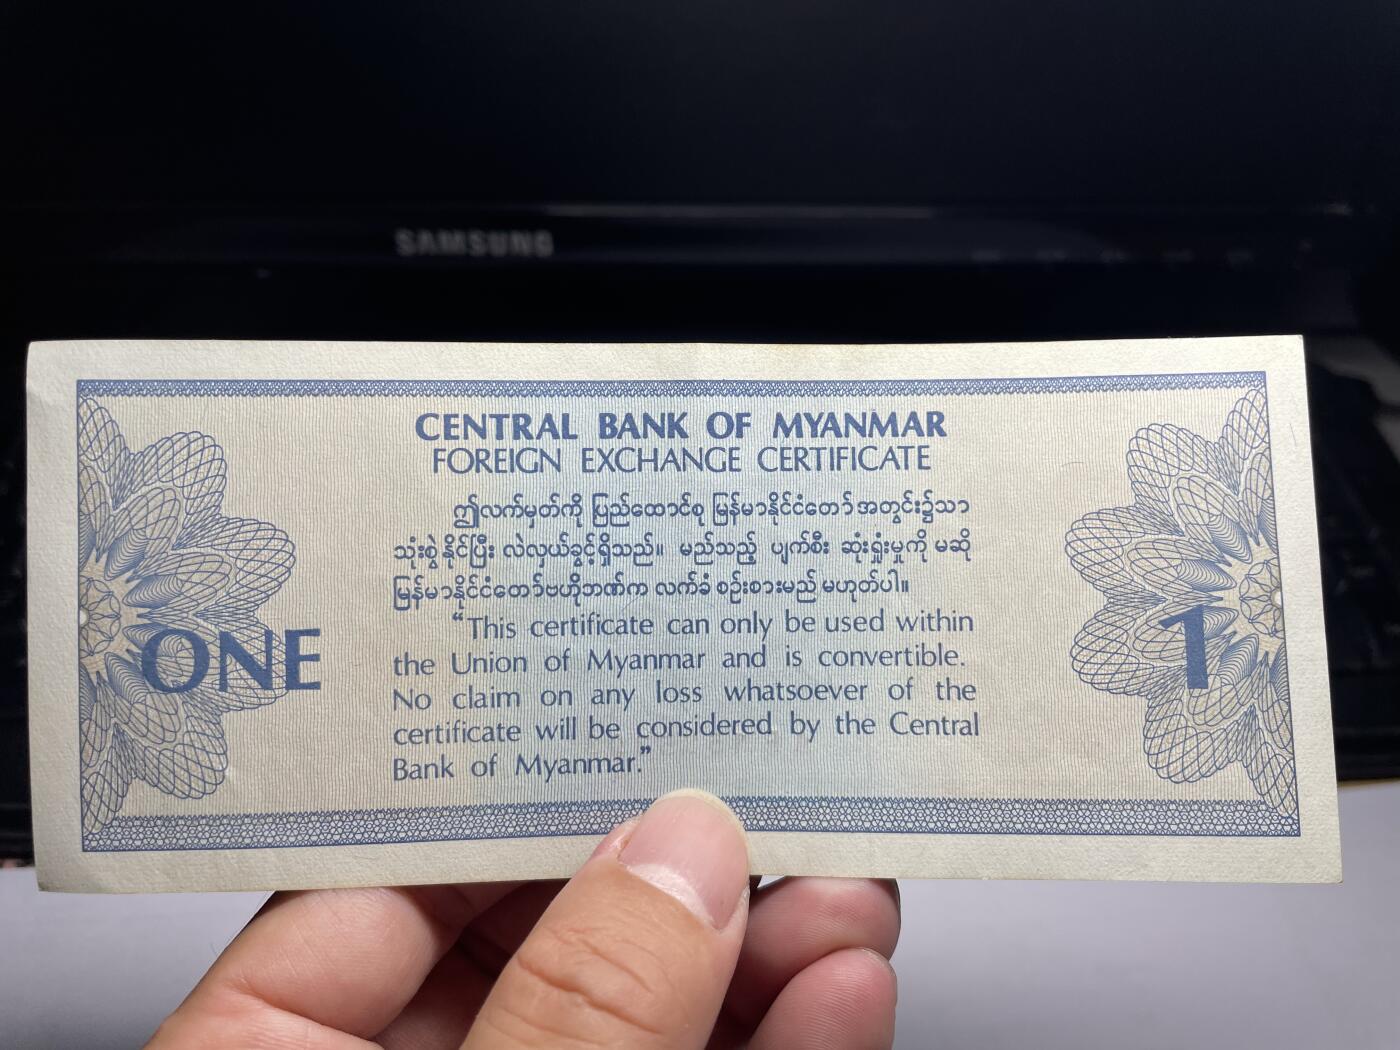 SAMSUNG
CENTRAL BANK OF MYANMAR
FOREIGN EXCHANGE CERTIFICATE
ဤလက်မှတ်ကို ပြည်ထောင်စု မြန်မာနိုင်ငံတော် အတွင်း၌သာ
သုံးစွဲ နိုင်ပြီး လဲလှယ်ခွင့်ရှိသည်။ မည်သည့် ပျက်စီး ဆုံးရှုံးမှုကို မဆို
မြန်မာနိုင်ငံတော်ဗဟိုဘဏ်က လက်ခံ စဉ်းစားမည် မဟုတ်ပါ။
"This certificate can only be used within
the Union of Myanmar and is convertible.
No claim on any loss whatsoever of the
certificate will be considered by the Central
Bank of Myanmar."
ONE
1